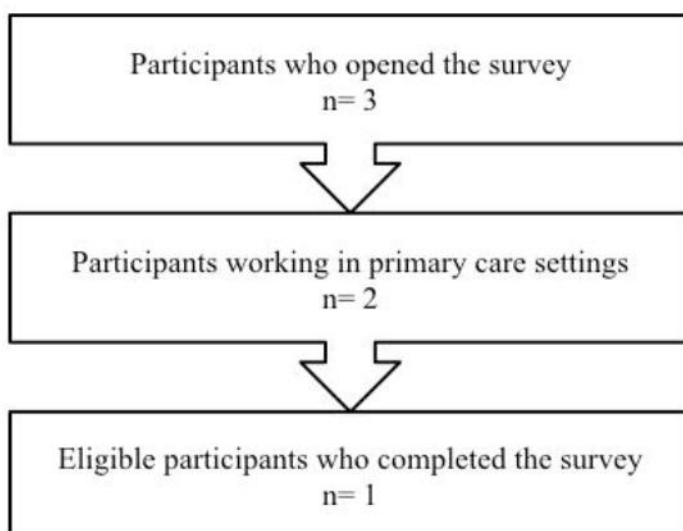 Participants who opened the survey
n= 3
Participants working in primary care settings
n= 2
Eligible participants who completed the survey
n= 1